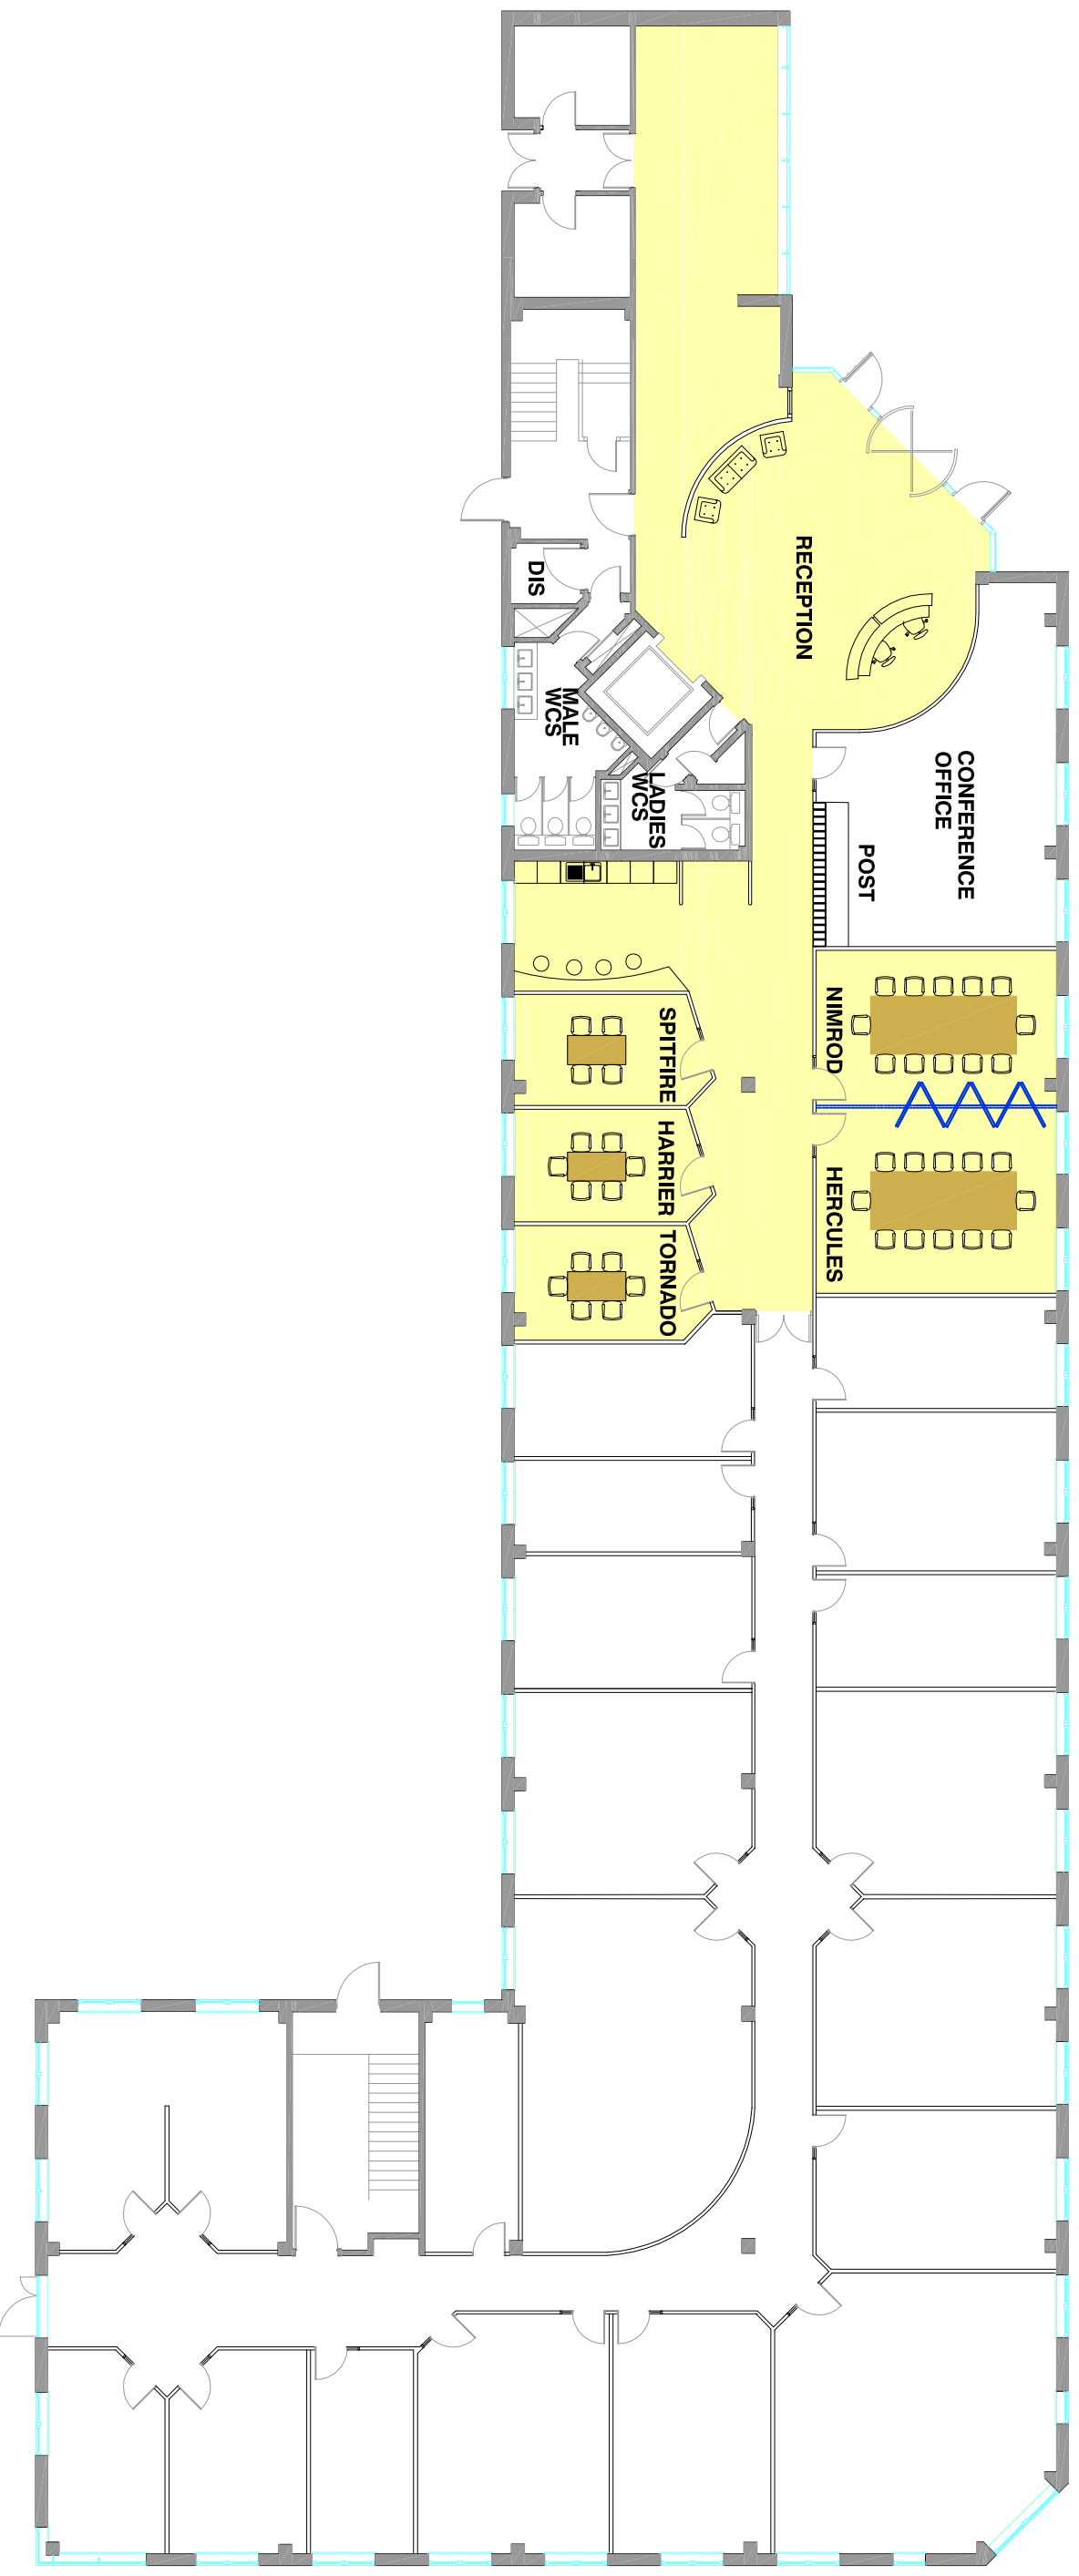 RECEPTION
DIS
MALE
WCS
LADIES
WCS
CONFERENCE
OFFICE
POST
NIMROD
SPITFIRE
HARRIER
HERCULES
TORNADO